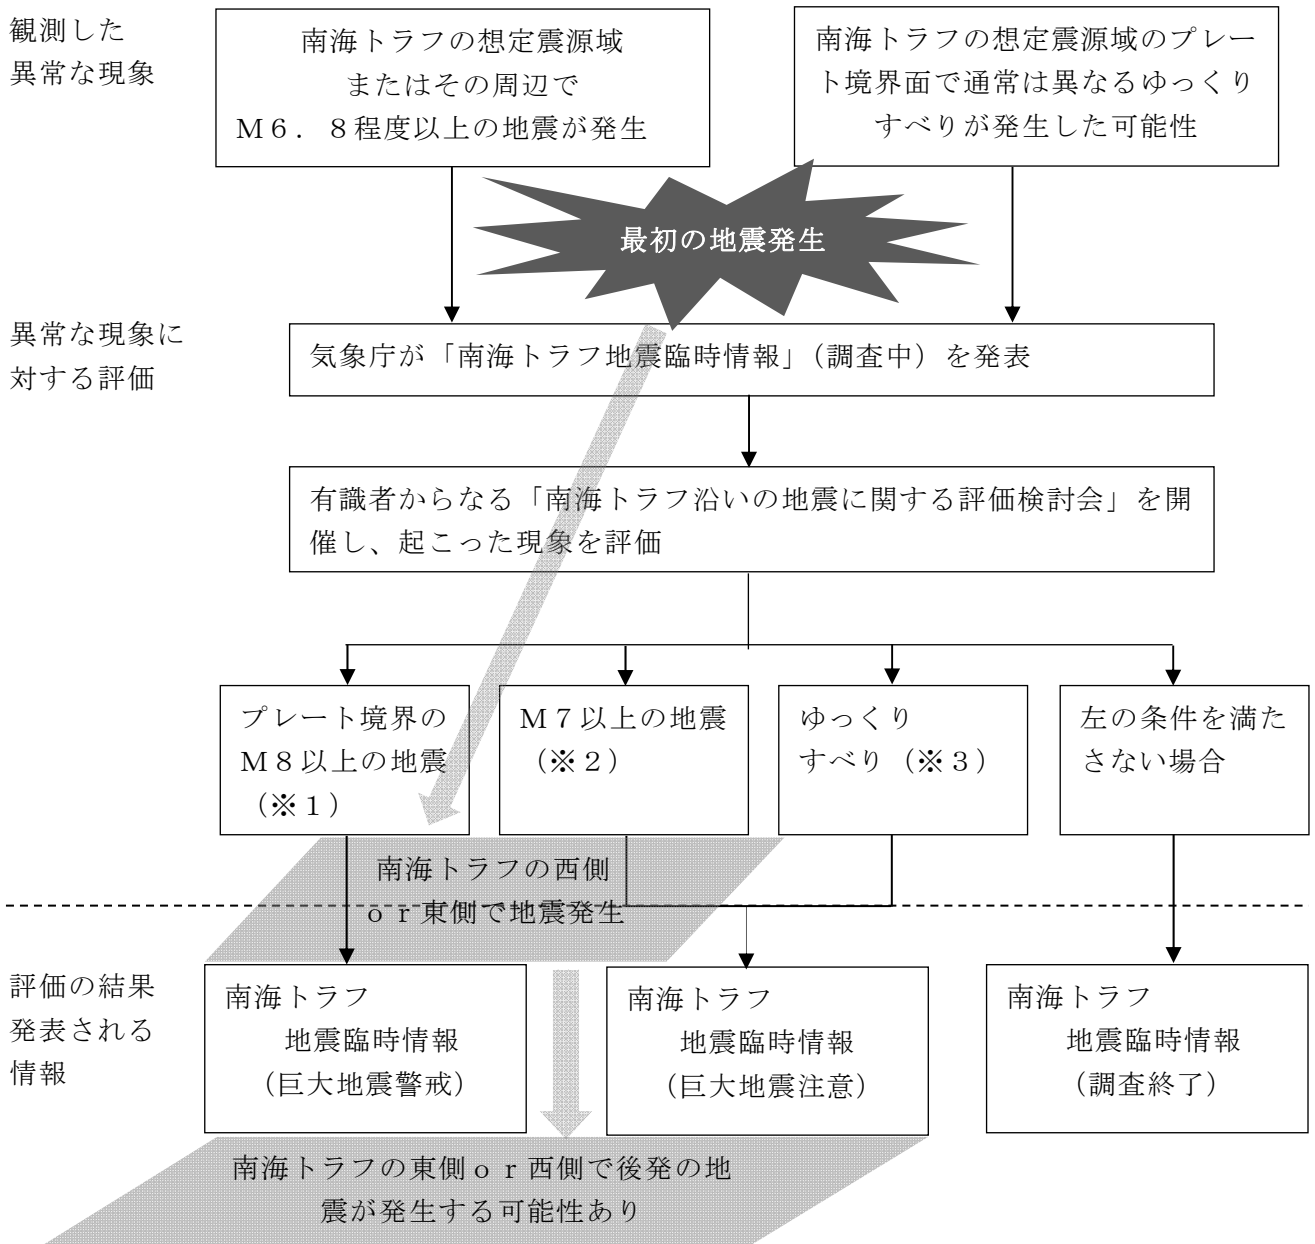 観測した
異常な現象
南海トラフの想定震源域
またはその周辺で
Ｍ６．８程度以上の地震が発生
南海トラフの想定震源域のプレー
ト境界面で通常は異なるゆっくり
すべりが発生した可能性
最初の地震発生
異常な現象に
対する評価
気象庁が「南海トラフ地震臨時情報」（調査中）を発表
有識者からなる「南海トラフ沿いの地震に関する評価検討会」を開
催し、起こった現象を評価
プレート境界の
Ｍ８以上の地震
（※１）
Ｍ７以上の地震
（※２）
ゆっくり
すべり（※３）
左の条件を満た
さない場合
南海トラフの西側
ｏｒ東側で地震発生
評価の結果
発表される
情報
南海トラフ
地震臨時情報
（巨大地震警戒）
南海トラフ
地震臨時情報
（巨大地震注意）
南海トラフ
地震臨時情報
（調査終了）
南海トラフの東側ｏｒ西側で後発の地
震が発生する可能性あり